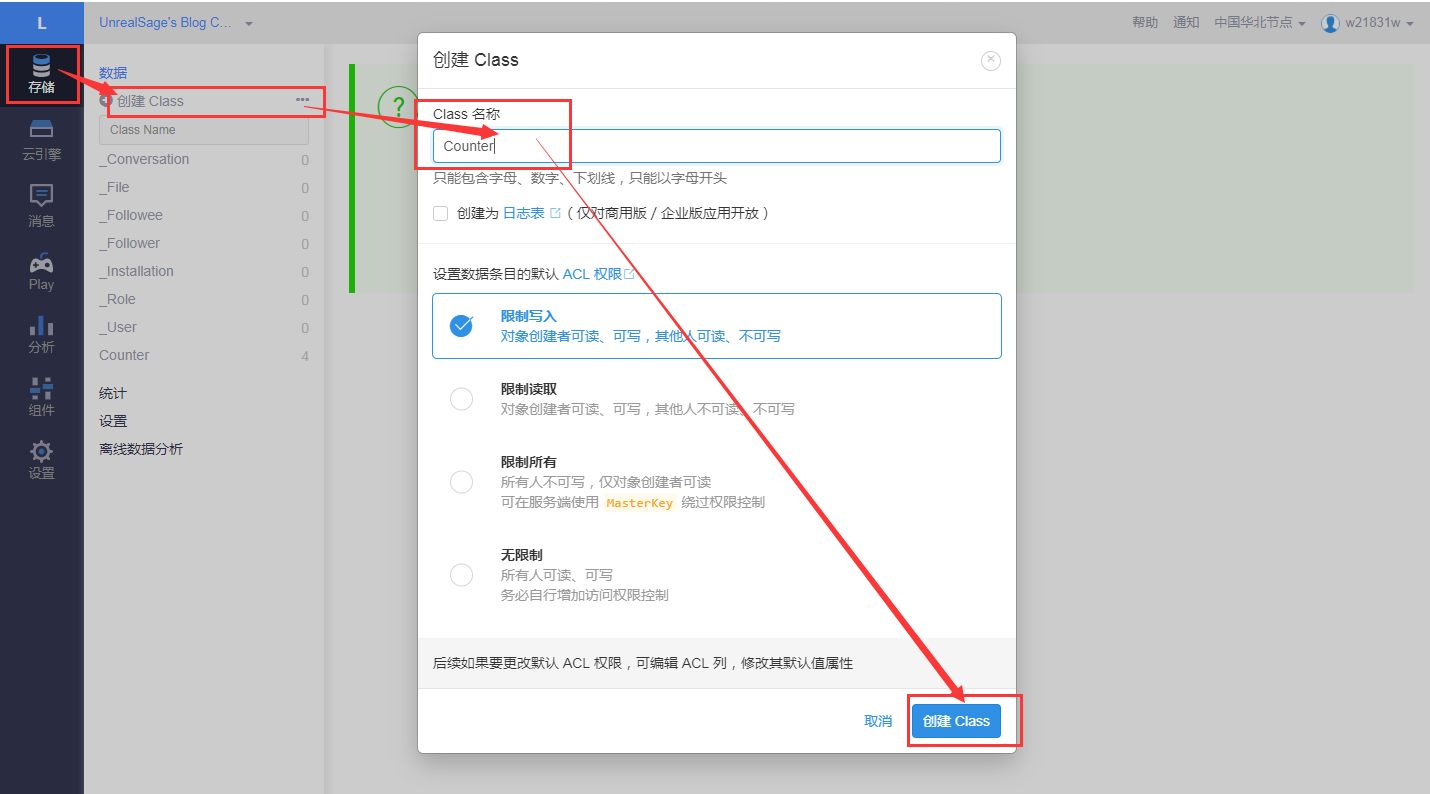 L
UnrealSage's Blog C...
帮助 通知 中国华北节点 w21831w
存储
云引擎
消息
Play
分析
组件
设置
数据
创建 Class
Class Name
_Conversation 0
_File 0
_Followee 0
_Follower 0
_Installation 0
_Role 0
_User 0
Counter 4
统计
设置
离线数据分析
?
创建 Class
Class 名称
Counter
只能包含字母、数字、下划线，只能以字母开头
创建为 日志表 （仅对商用版 / 企业版应用开放）
设置数据条目的默认 ACL 权限
限制写入
对象创建者可读、可写，其他人可读、不可写
限制读取
对象创建者可读、可写，其他人不可读、不可写
限制所有
所有人不可写，仅对象创建者可读
可在服务端使用 MasterKey 绕过权限控制
无限制
所有人可读、可写
务必自行增加访问权限控制
后续如果要更改默认 ACL 权限，可编辑 ACL 列，修改其默认值属性
取消 创建 Class